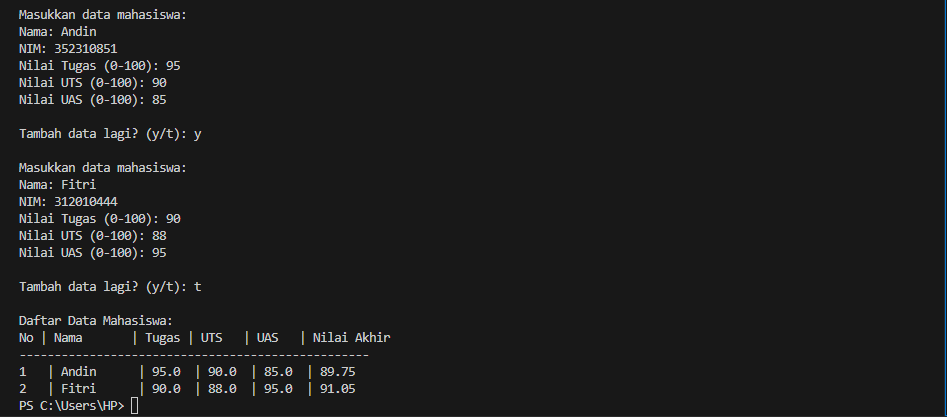 Masukkan data mahasiswa:
Nama: Andin
NIM: 352310851
Nilai Tugas (0-100): 95
Nilai UTS (0-100): 90
Nilai UAS (0-100): 85
Tambah data lagi? (y/t): y
Masukkan data mahasiswa:
Nama: Fitri
NIM: 312010444
Nilai Tugas (0-100): 90
Nilai UTS (0-100): 88
Nilai UAS (0-100): 95
Tambah data lagi? (y/t): t
Daftar Data Mahasiswa:
No | Nama       | Tugas | UTS   | UAS   | Nilai Akhir
--------------------------------------------------
1   | Andin      | 95.0  | 90.0  | 85.0  | 89.75
2   | Fitri      | 90.0  | 88.0  | 95.0  | 91.05
PS C:\Users\HP>